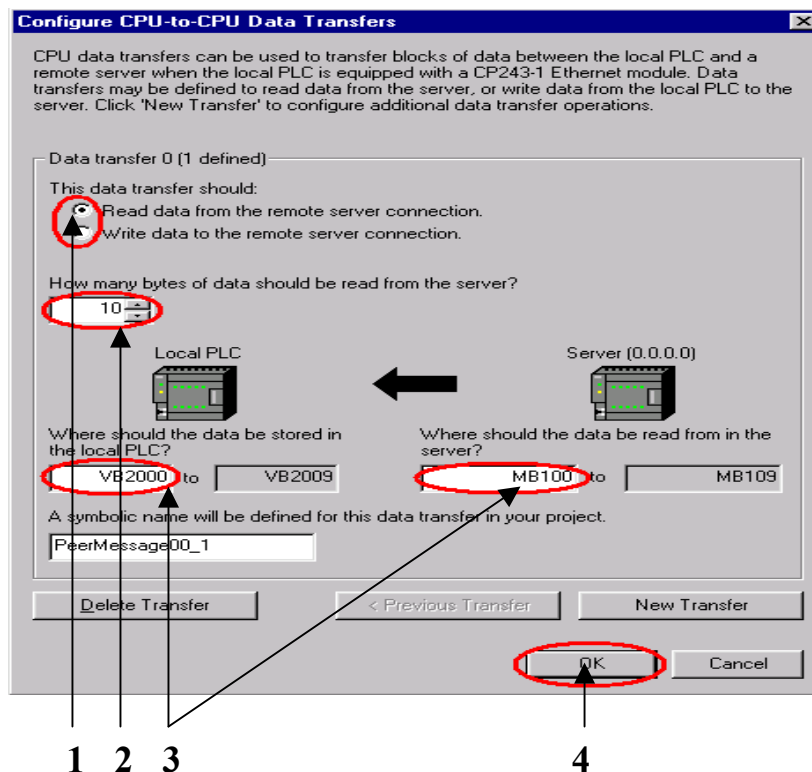 Configure CPU-to-CPU Data Transfers
CPU data transfers can be used to transfer blocks of data between the local PLC and a
remote server when the local PLC is equipped with a CP243-1 Ethernet module. Data
transfers may be defined to read data from the server, or write data from the local PLC to the
server. Click 'New Transfer' to configure additional data transfer operations.
Data transfer 0 (1 defined)
This data transfer should:
Read data from the remote server connection.
Write data to the remote server connection.
How many bytes of data should be read from the server?
10
Local PLC
Server (0.0.0.0)
Where should the data be stored in
the local PLC?
Where should the data be read from in the
server?
VB2000 to VB2009
MB100 to MB109
A symbolic name will be defined for this data transfer in your project.
PeerMessage00_1
Delete Transfer
< Previous Transfer
New Transfer
OK
Cancel
1 2 3 4